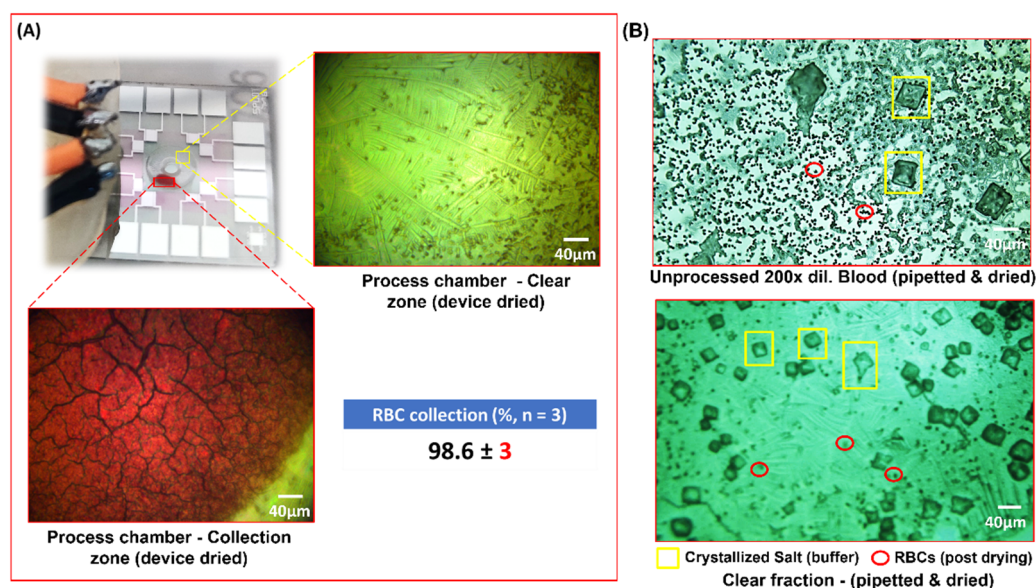 (A)
40µm
Process chamber - Clear
zone (device dried)
40µm
Process chamber - Collection
zone (device dried)
RBC collection (%, n = 3)
98.6 ± 3
(B)
40µm
Unprocessed 200x dil. Blood (pipetted & dried)
40µm
Crystallized Salt (buffer)
RBCs (post drying)
Clear fraction - (pipetted & dried)